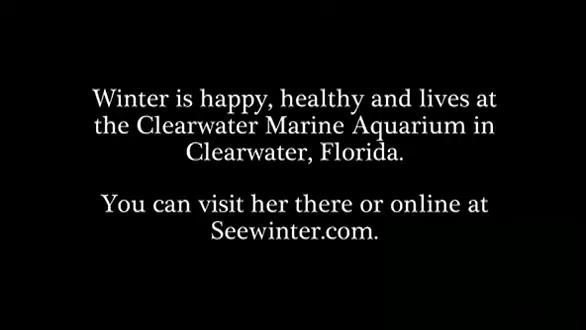 Winter is happy, healthy and lives at
the Clearwater Marine Aquarium in
Clearwater, Florida.
You can visit her there or online at
Seewinter.com.